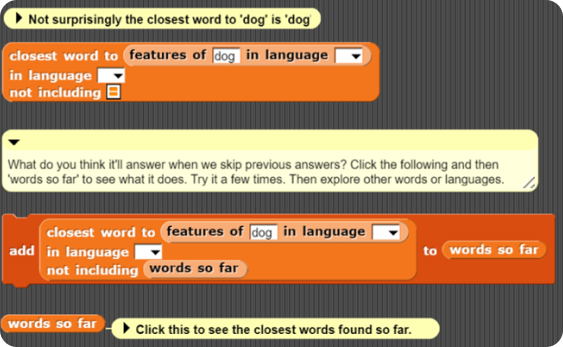 Not surprisingly the closest word to 'dog' is 'dog'
closest word to features of dog in language
in language
not including
What do you think it'll answer when we skip previous answers? Click the following and then
'words so far' to see what it does. Try it a few times. Then explore other words or languages.
closest word to features of dog in language
add in language to words so far
not including words so far
words so far Click this to see the closest words found so far.